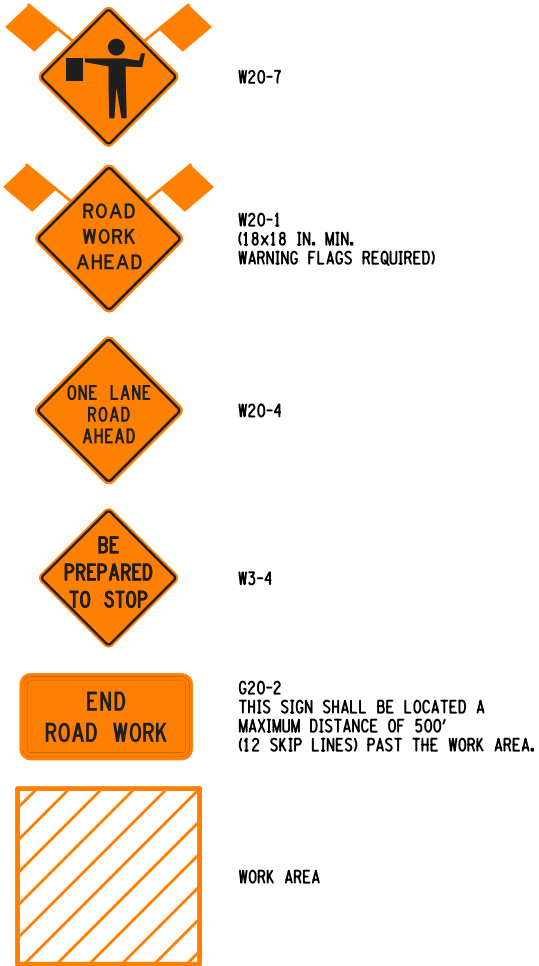 W20-7
ROAD
WORK
AHEAD
W20-1
(18x18 IN. MIN.
WARNING FLAGS REQUIRED)
ONE LANE
ROAD
AHEAD
W20-4
BE
PREPARED
TO STOP
W3-4
END
ROAD WORK
G20-2
THIS SIGN SHALL BE LOCATED A
MAXIMUM DISTANCE OF 500'
(12 SKIP LINES) PAST THE WORK AREA.
WORK AREA